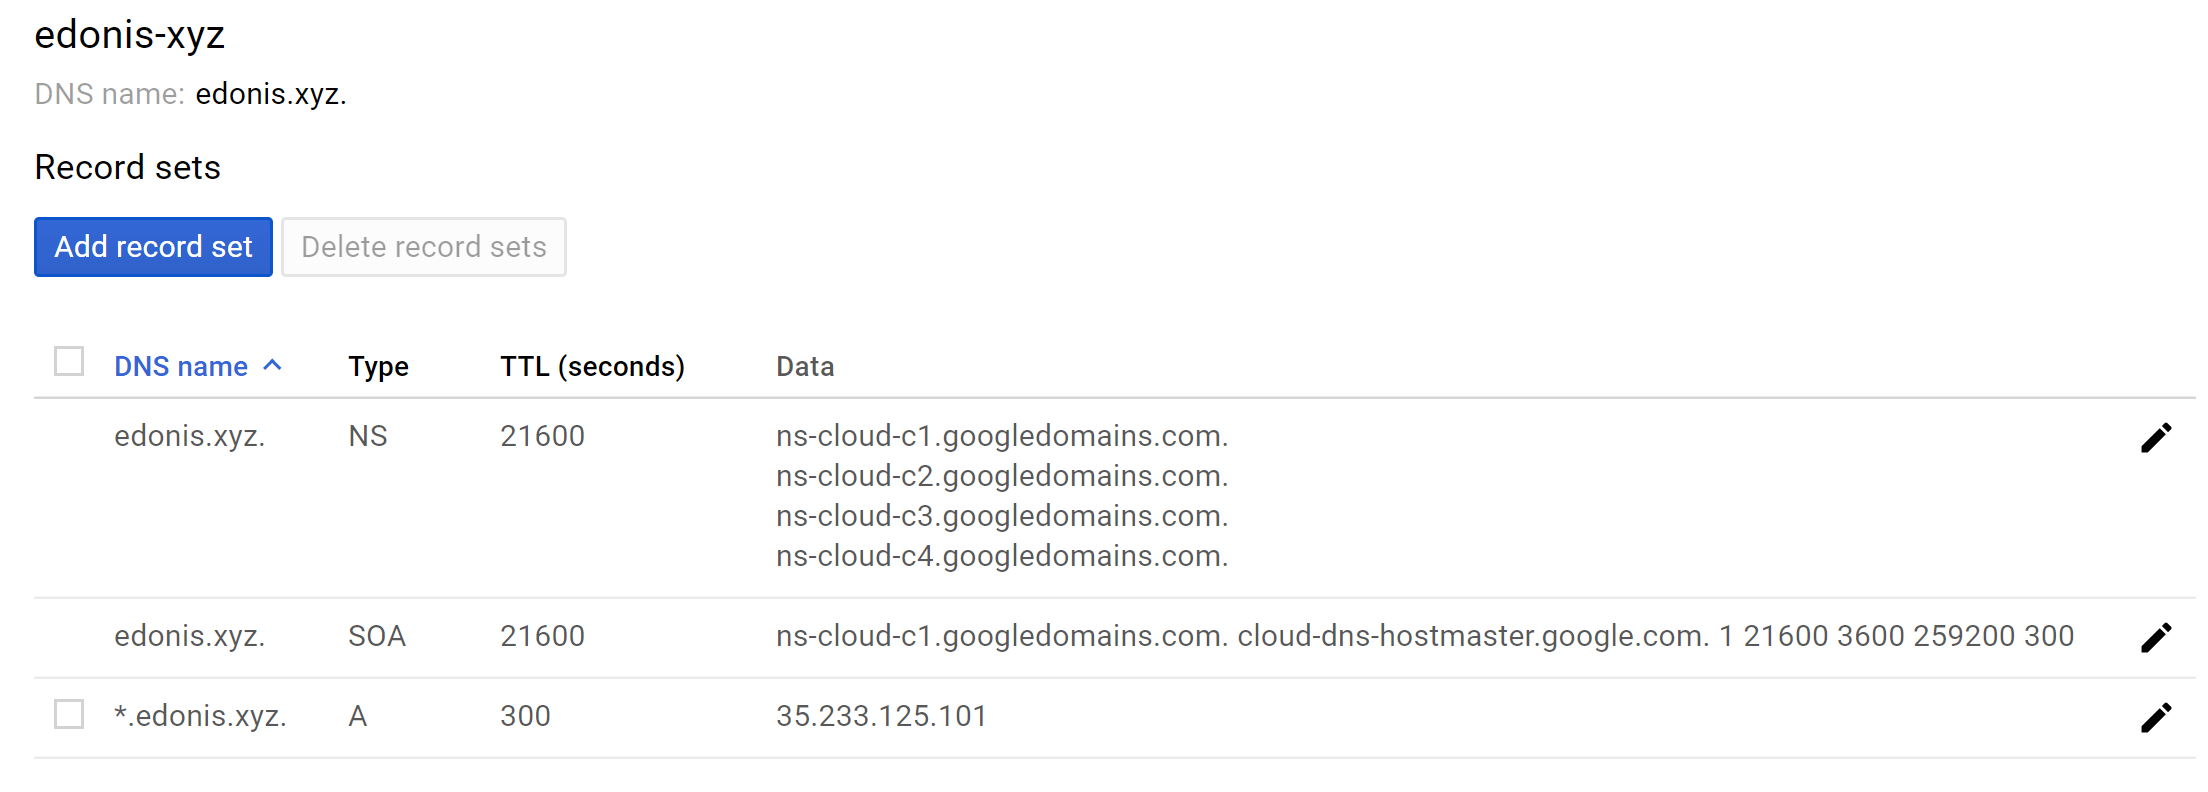 edonis-xyz
DNS name: edonis.xyz.
Record sets
Add record set Delete record sets
DNS name Type TTL (seconds) Data
edonis.xyz. NS 21600 ns-cloud-c1.googledomains.com.
ns-cloud-c2.googledomains.com.
ns-cloud-c3.googledomains.com.
ns-cloud-c4.googledomains.com.
edonis.xyz. SOA 21600 ns-cloud-c1.googledomains.com. cloud-dns-hostmaster.google.com. 1 21600 3600 259200 300
*.edonis.xyz. A 300 35.233.125.101